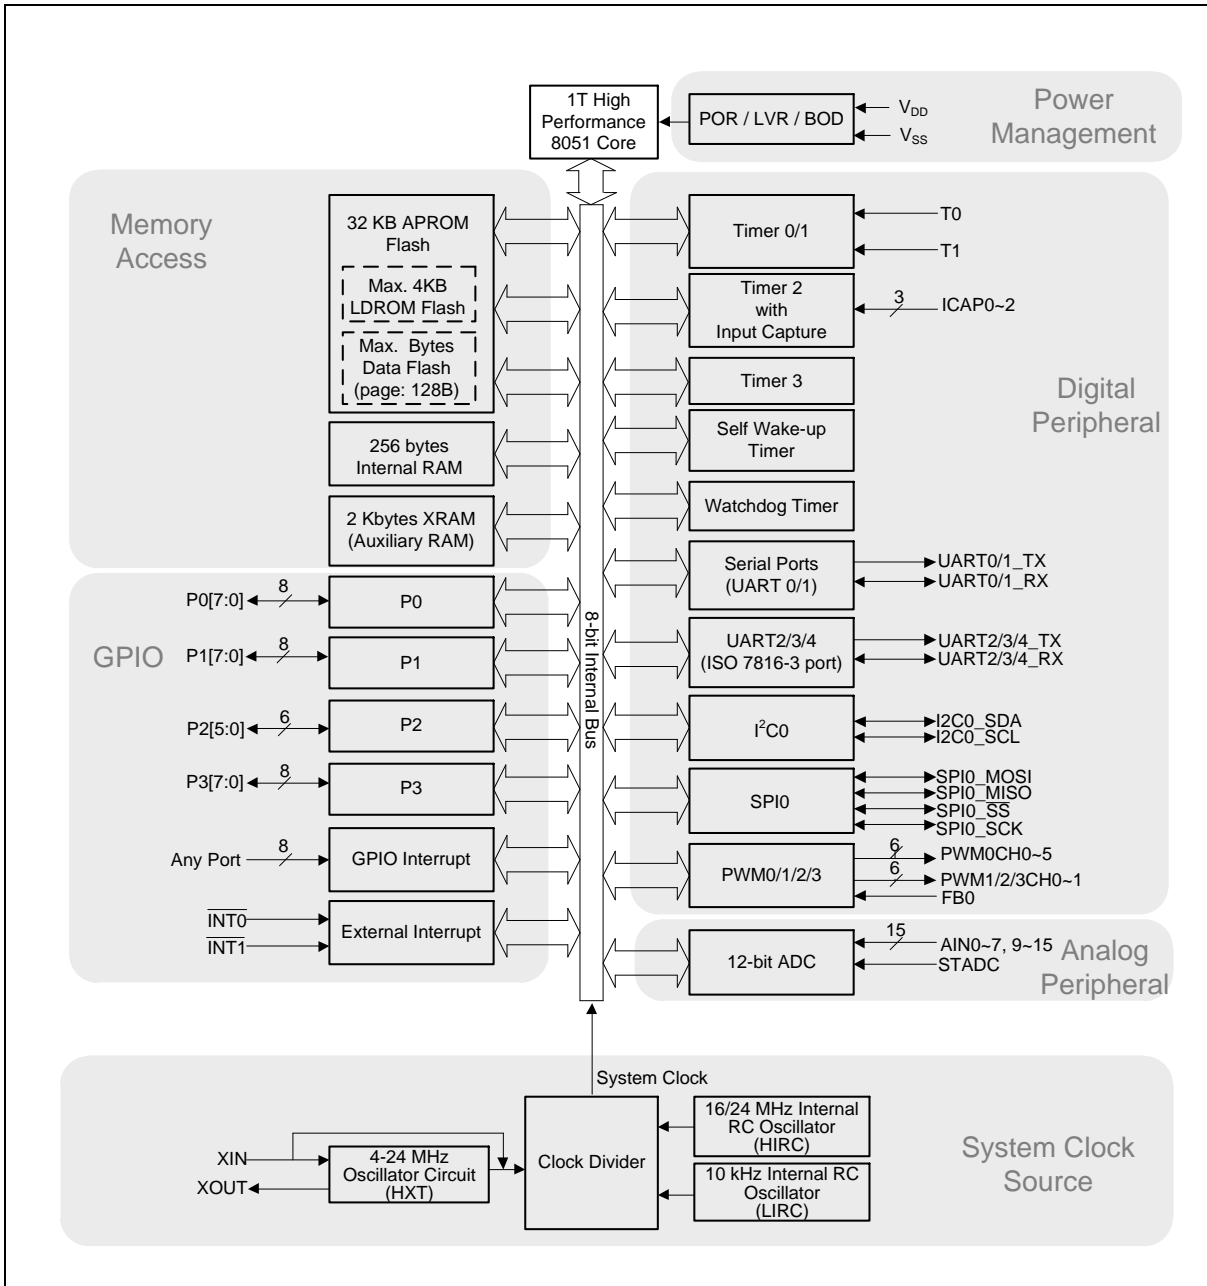 1T High
Performance
8051 Core
POR / LVR / BOD
VDD
VSS
Power
Management
Memory
Access
32 KB APROM
Flash
Max. 4KB
LDROM Flash
Max. Bytes
Data Flash
(page: 128B)
256 bytes
Internal RAM
2 Kbytes XRAM
(Auxiliary RAM)
GPIO
P0[7:0]
8
P0
P1[7:0]
8
P1
P2[5:0]
6
P2
P3[7:0]
8
P3
Any Port
8
GPIO Interrupt
INT0
INT1
External Interrupt
8-bit Internal Bus
Digital
Peripheral
Timer 0/1
T0
T1
Timer 2
with
Input Capture
3
ICAP0~2
Timer 3
Self Wake-up
Timer
Watchdog Timer
Serial Ports
(UART 0/1)
UART0/1_TX
UART0/1_RX
UART2/3/4
(ISO 7816-3 port)
UART2/3/4_TX
UART2/3/4_RX
I2C0
I2C0_SDA
I2C0_SCL
SPI0
SPI0_MOSI
SPI0_MISO
SPI0_SS
SPI0_SCK
PWM0/1/2/3
6
PWM0CH0~5
6
PWM1/2/3CH0~1
FB0
12-bit ADC
15
AIN0~7, 9~15
STADC
Analog
Peripheral
System Clock
XIN
XOUT
4-24 MHz
Oscillator Circuit
(HXT)
Clock Divider
16/24 MHz Internal
RC Oscillator
(HIRC)
10 kHz Internal RC
Oscillator
(LIRC)
System Clock
Source